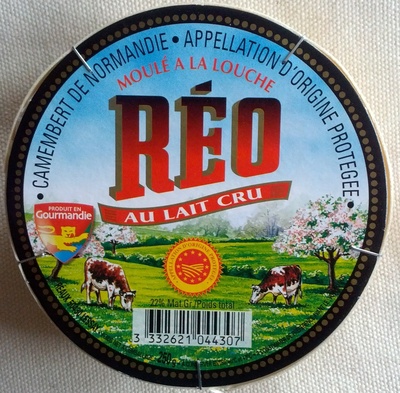 CAMEMBERT DE NORMANDIE • APPELLATION D'ORIGINE PROTEGEE
MOULÉ A LA LOUCHE
RÉO
AU LAIT CRU
PRODUIT EN
Gourmandie
22% Mat.Gr./Poids total
3 332621 044307
250 g